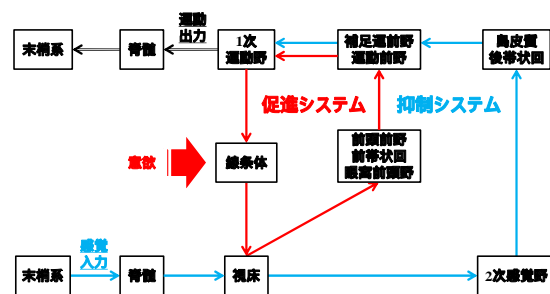 末梢系
脊髄
運動
出力
1次
運動野
補足運前野
運動前野
島皮質
後帯状回
促進システム
抑制システム
意欲
線条体
前頭前野
前帯状回
眼窩前頭野
感覚
入力
末梢系
脊髄
視床
2次感覚野